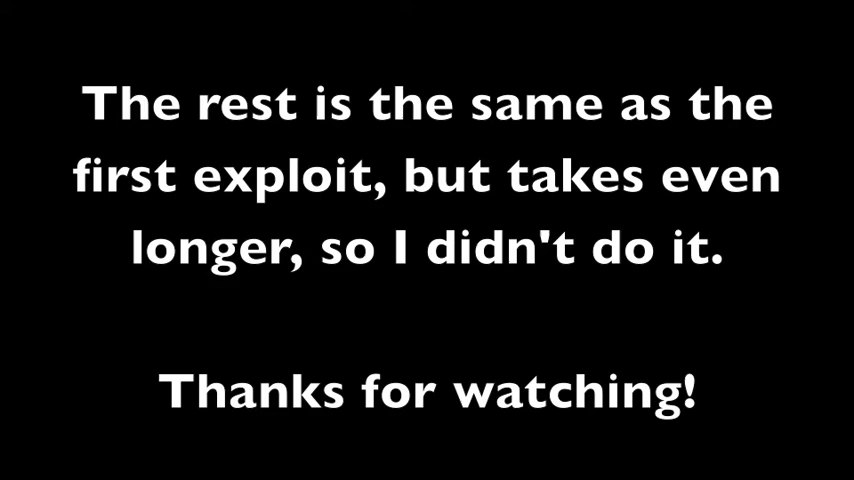 The rest is the same as the
first exploit, but takes even
longer, so I didn't do it.
Thanks for watching!